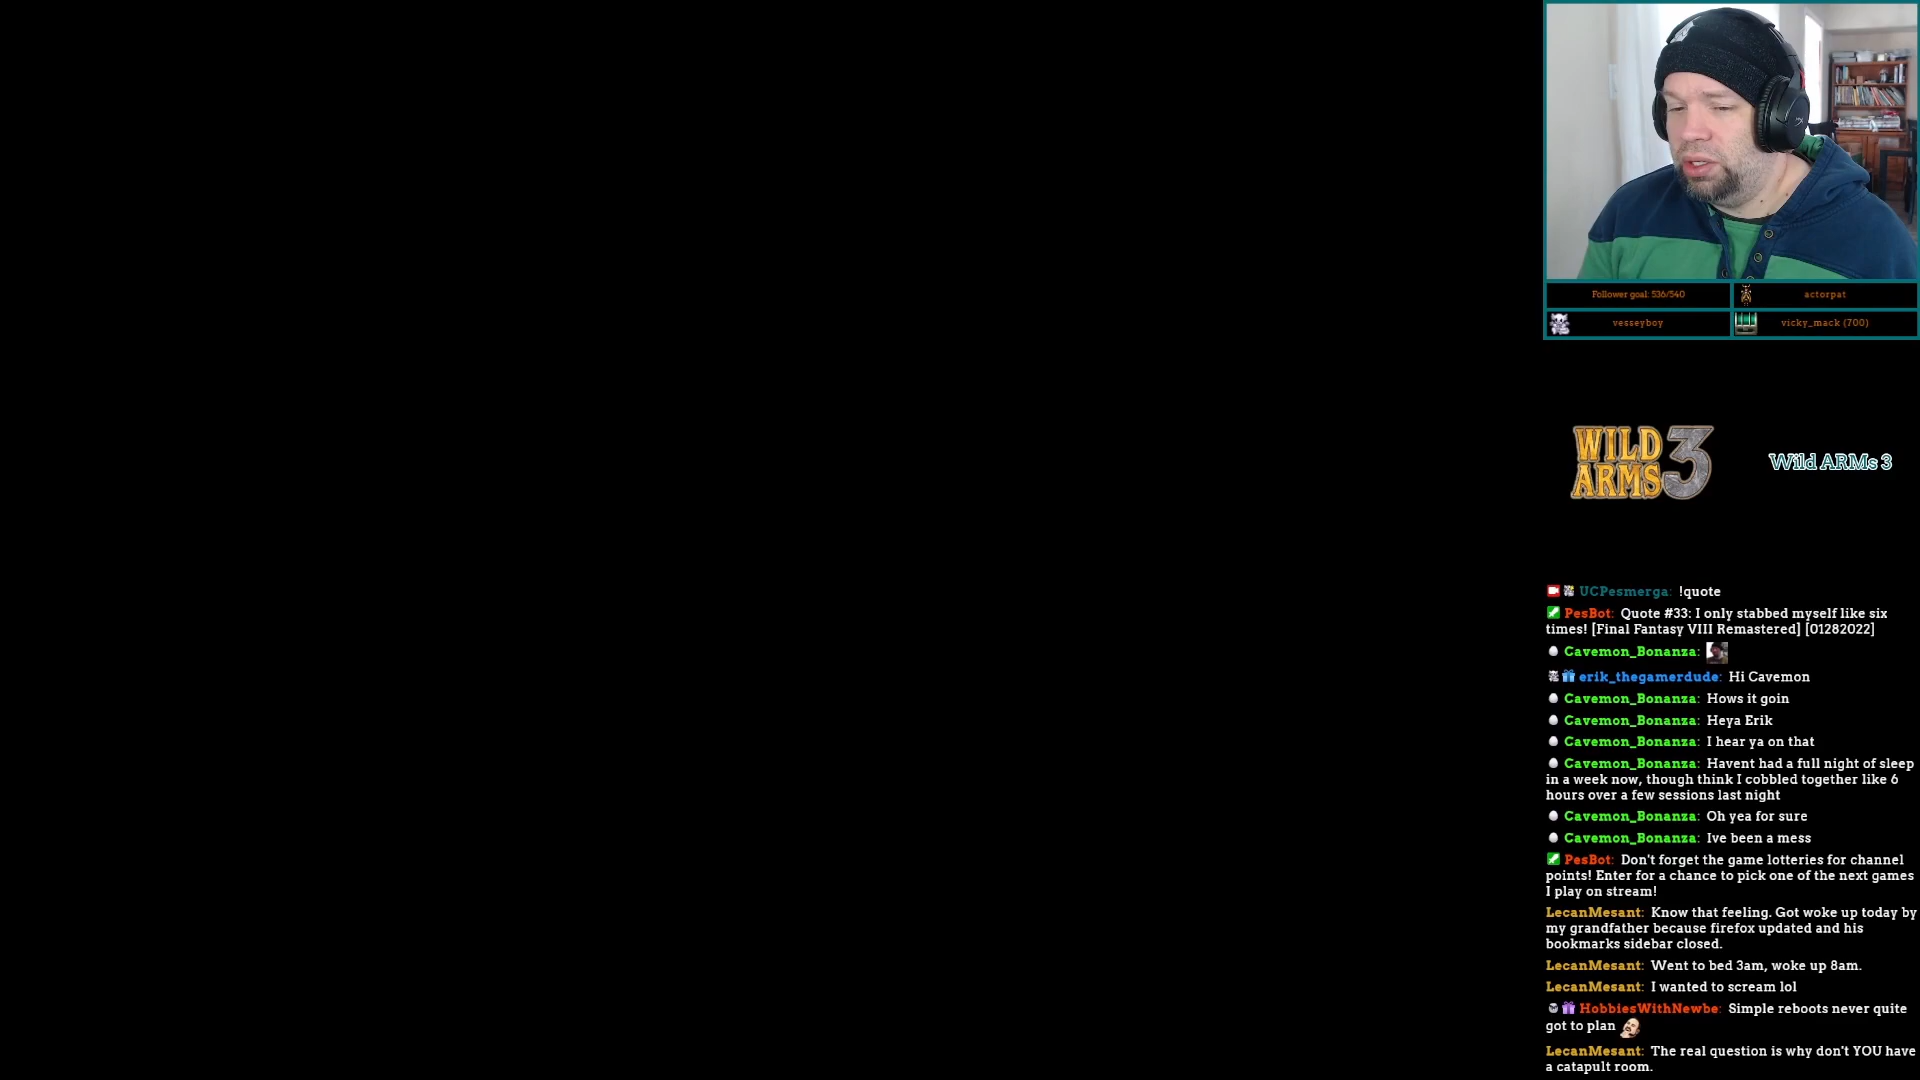 Follower goal: 536/540
actorpat
vesseyboy
vicky_mack (700)
WILD
ARMS 3
Wild ARMs 3
UCPesmerga: !quote
PesBot: Quote #33: I only stabbed myself like six
times! [Final Fantasy VIII Remastered] [01282022]
Cavemon_Bonanza:
erik_thegamerdude: Hi Cavemon
Cavemon_Bonanza: Hows it goin
Cavemon_Bonanza: Heya Erik
Cavemon_Bonanza: I hear ya on that
Cavemon_Bonanza: Havent had a full night of sleep
in a week now, though think I cobbled together like 6
hours over a few sessions last night
Cavemon_Bonanza: Oh yea for sure
Cavemon_Bonanza: Ive been a mess
PesBot: Don't forget the game lotteries for channel
points! Enter for a chance to pick one of the next games
I play on stream!
LecanMesant: Know that feeling. Got woke up today by
my grandfather because firefox updated and his
bookmarks sidebar closed.
LecanMesant: Went to bed 3am, woke up 8am.
LecanMesant: I wanted to scream lol
HobbiesWithNewbe: Simple reboots never quite
got to plan
LecanMesant: The real question is why don't YOU have
a catapult room.